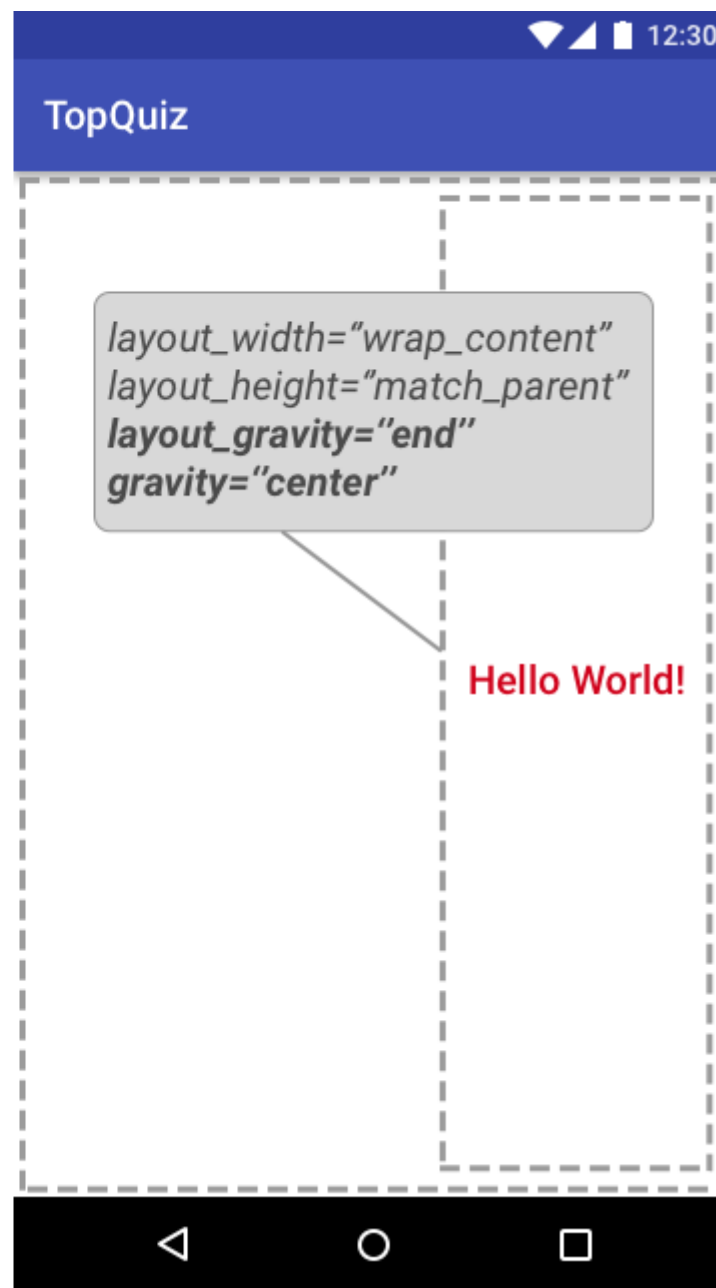 12:30
TopQuiz
layout_width=“wrap_content”
layout_height=“match_parent”
layout_gravity=“end”
gravity=“center”
Hello World!